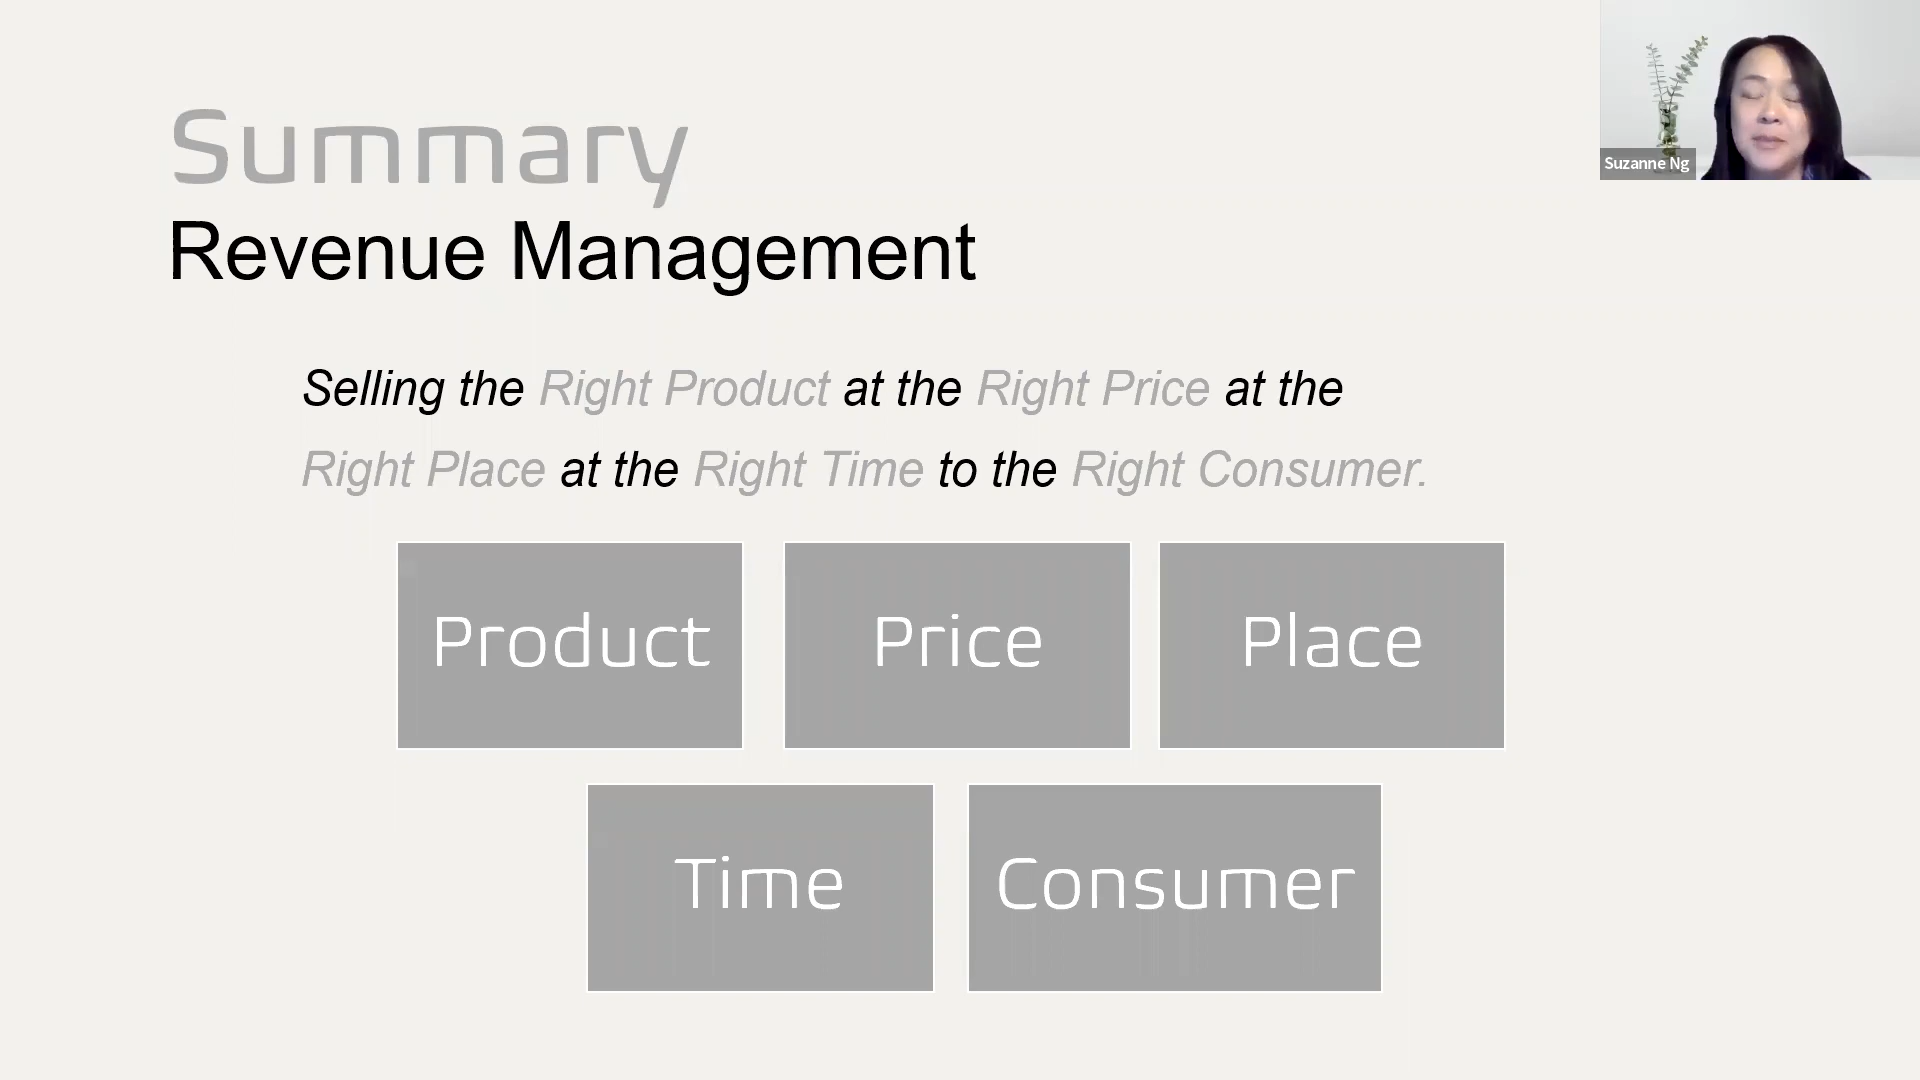 Summary
Revenue Management
Suzanne Ng
Selling the Right Product at the Right Price at the
Right Place at the Right Time to the Right Consumer.
Product
Price
Place
Time
Consumer